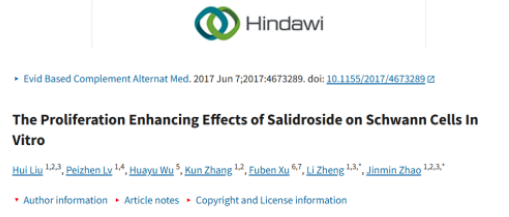 Hindawi
Evid Based Complement Alternat Med. 2017 Jun 7;2017:4673289. doi: 10.1155/2017/4673289
The Proliferation Enhancing Effects of Salidroside on Schwann Cells In
Vitro
Hui Liu 1,2,3, Peizhen Lv 1,4, Huayu Wu 5, Kun Zhang 1,2, Fuben Xu 6,7, Li Zheng 1,3,*, Jinmin Zhao 1,2,3,*
Author information Article notes Copyright and License information